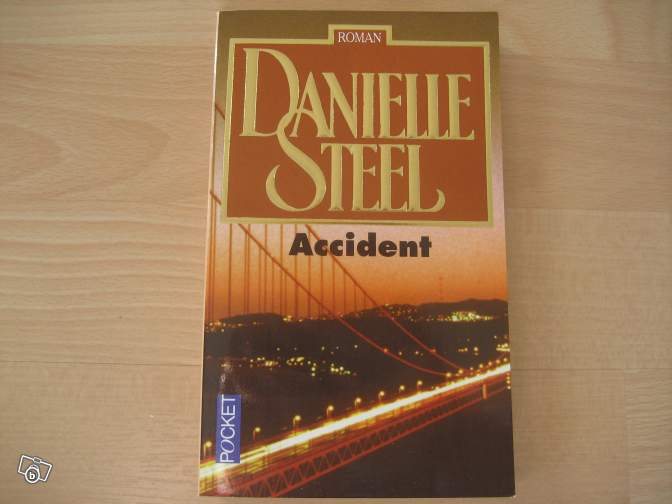 ROMAN
DANIELLE
STEEL
Accident
POCKET